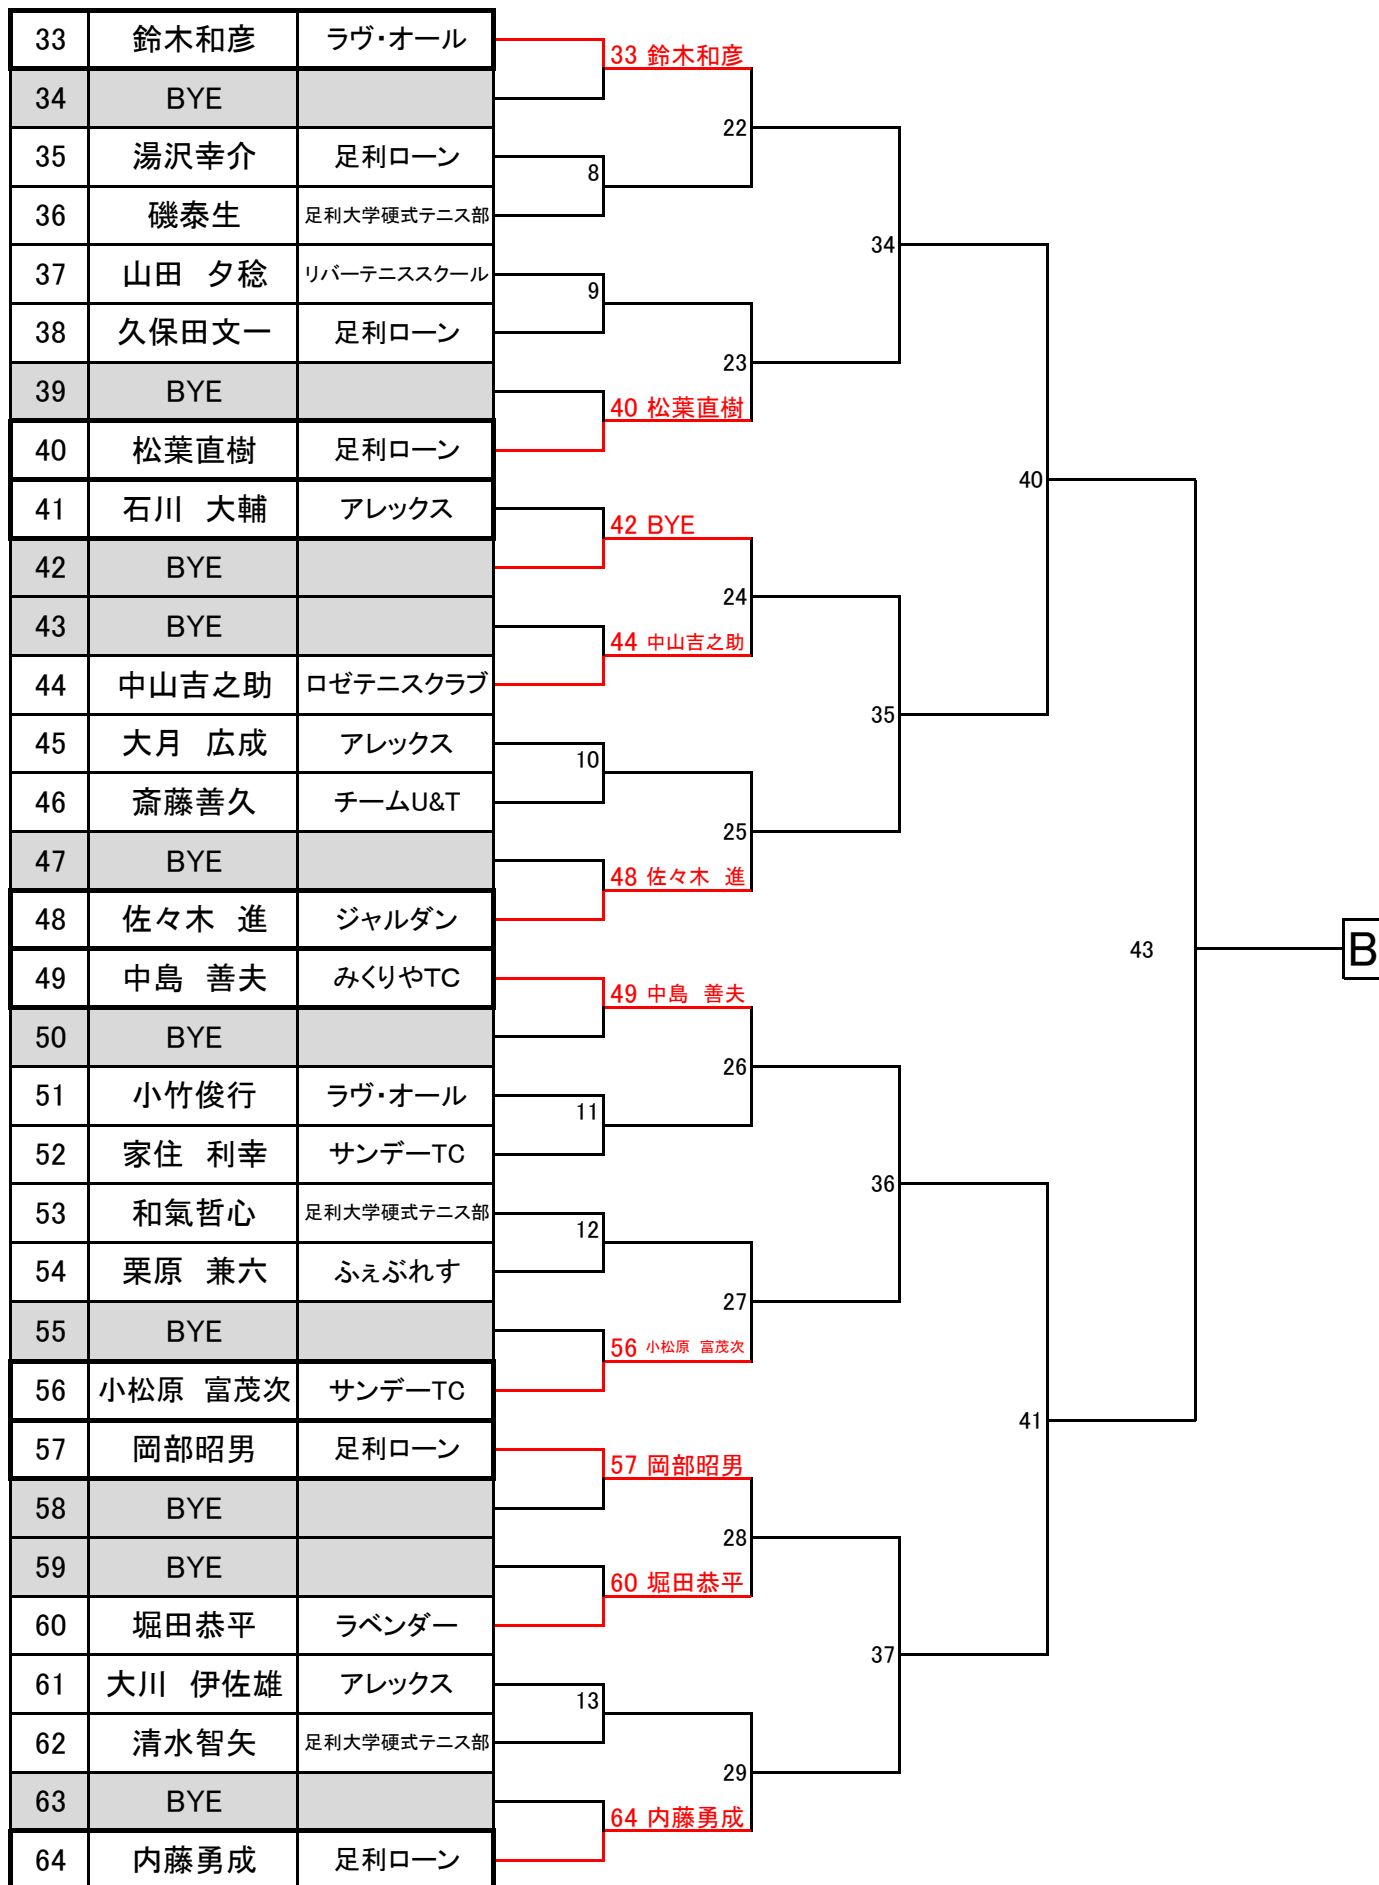 33 鈴木和彦 ラヴ・オール
33 鈴木和彦
34 BYE
22
35 湯沢幸介 足利ローン
8
36 磯泰生 足利大学硬式テニス部
34
37 山田 夕稔 リバーテニススクール
9
38 久保田文一 足利ローン
23
39 BYE
40 松葉直樹
40 松葉直樹 足利ローン
40
41 石川 大輔 アレックス
42 BYE
42 BYE
24
43 BYE
44 中山吉之助
44 中山吉之助 ロゼテニスクラブ
35
45 大月 広成 アレックス
10
46 斎藤善久 チームU&T
25
47 BYE
48 佐々木 進
48 佐々木 進 ジャルダン
43
B
49 中島 善夫 みくりやTC
49 中島 善夫
50 BYE
26
51 小竹俊行 ラヴ・オール
11
52 家住 利幸 サンデーTC
36
53 和氣哲心 足利大学硬式テニス部
12
54 栗原 兼六 ふぇぶれす
27
55 BYE
56 小松原 富茂次
56 小松原 富茂次 サンデーTC
41
57 岡部昭男 足利ローン
57 岡部昭男
58 BYE
28
59 BYE
60 堀田恭平
60 堀田恭平 ラベンダー
37
61 大川 伊佐雄 アレックス
13
62 清水智矢 足利大学硬式テニス部
29
63 BYE
64 内藤勇成
64 内藤勇成 足利ローン